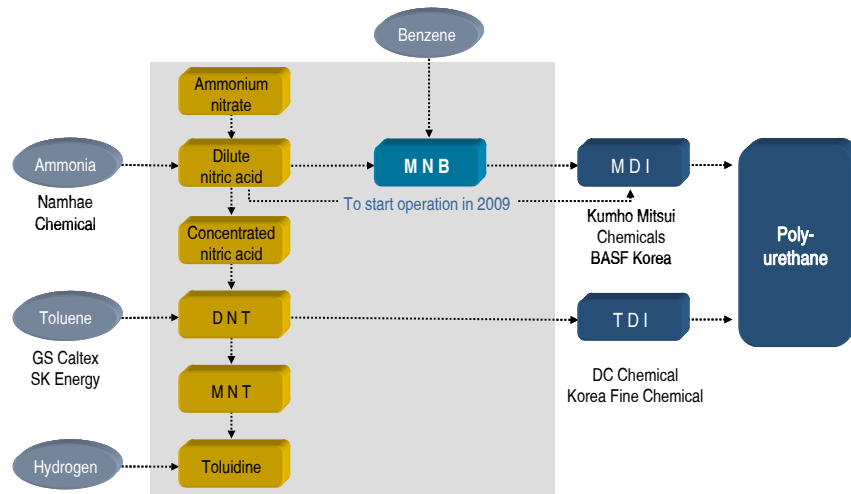 Benzene
Ammonium
nitrate
Ammonia
Dilute
nitric acid
M N B
M D I
Namhae
Chemical
To start operation in 2009
Kumho Mitsui
Chemicals
BASF Korea
Concentrated
nitric acid
Poly-
urethane
Toluene
D N T
T D I
GS Caltex
SK Energy
DC Chemical
Korea Fine Chemical
M N T
Hydrogen
Toluidine